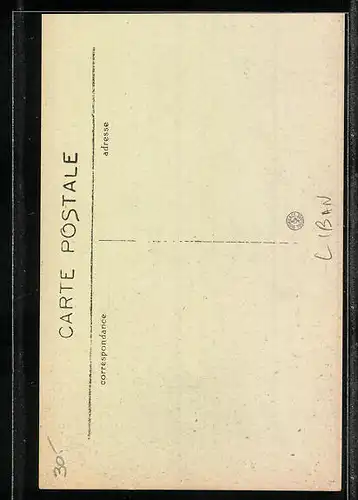 CARTE POSTALE
correspondance
adresse
LIBAN
30.-